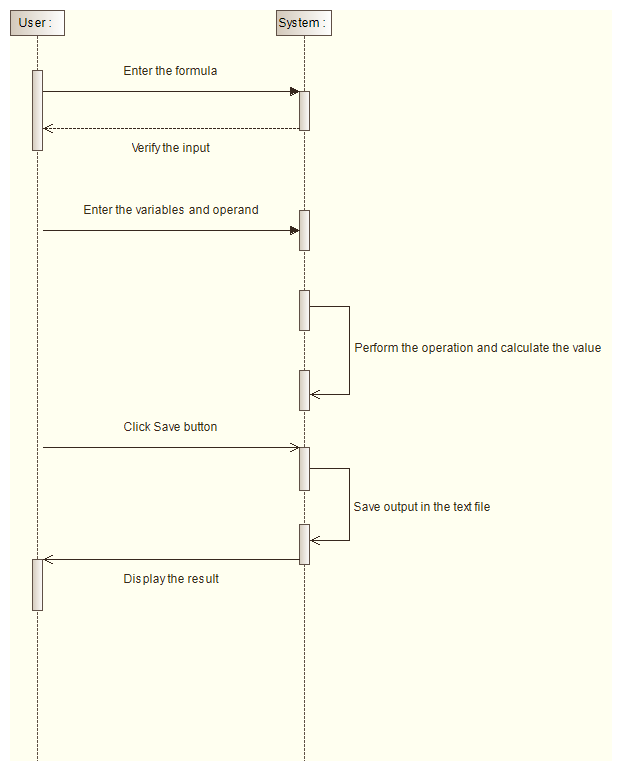 User :
System :
Enter the formula
Verify the input
Enter the variables and operand
Perform the operation and calculate the value
Click Save button
Save output in the text file
Display the result